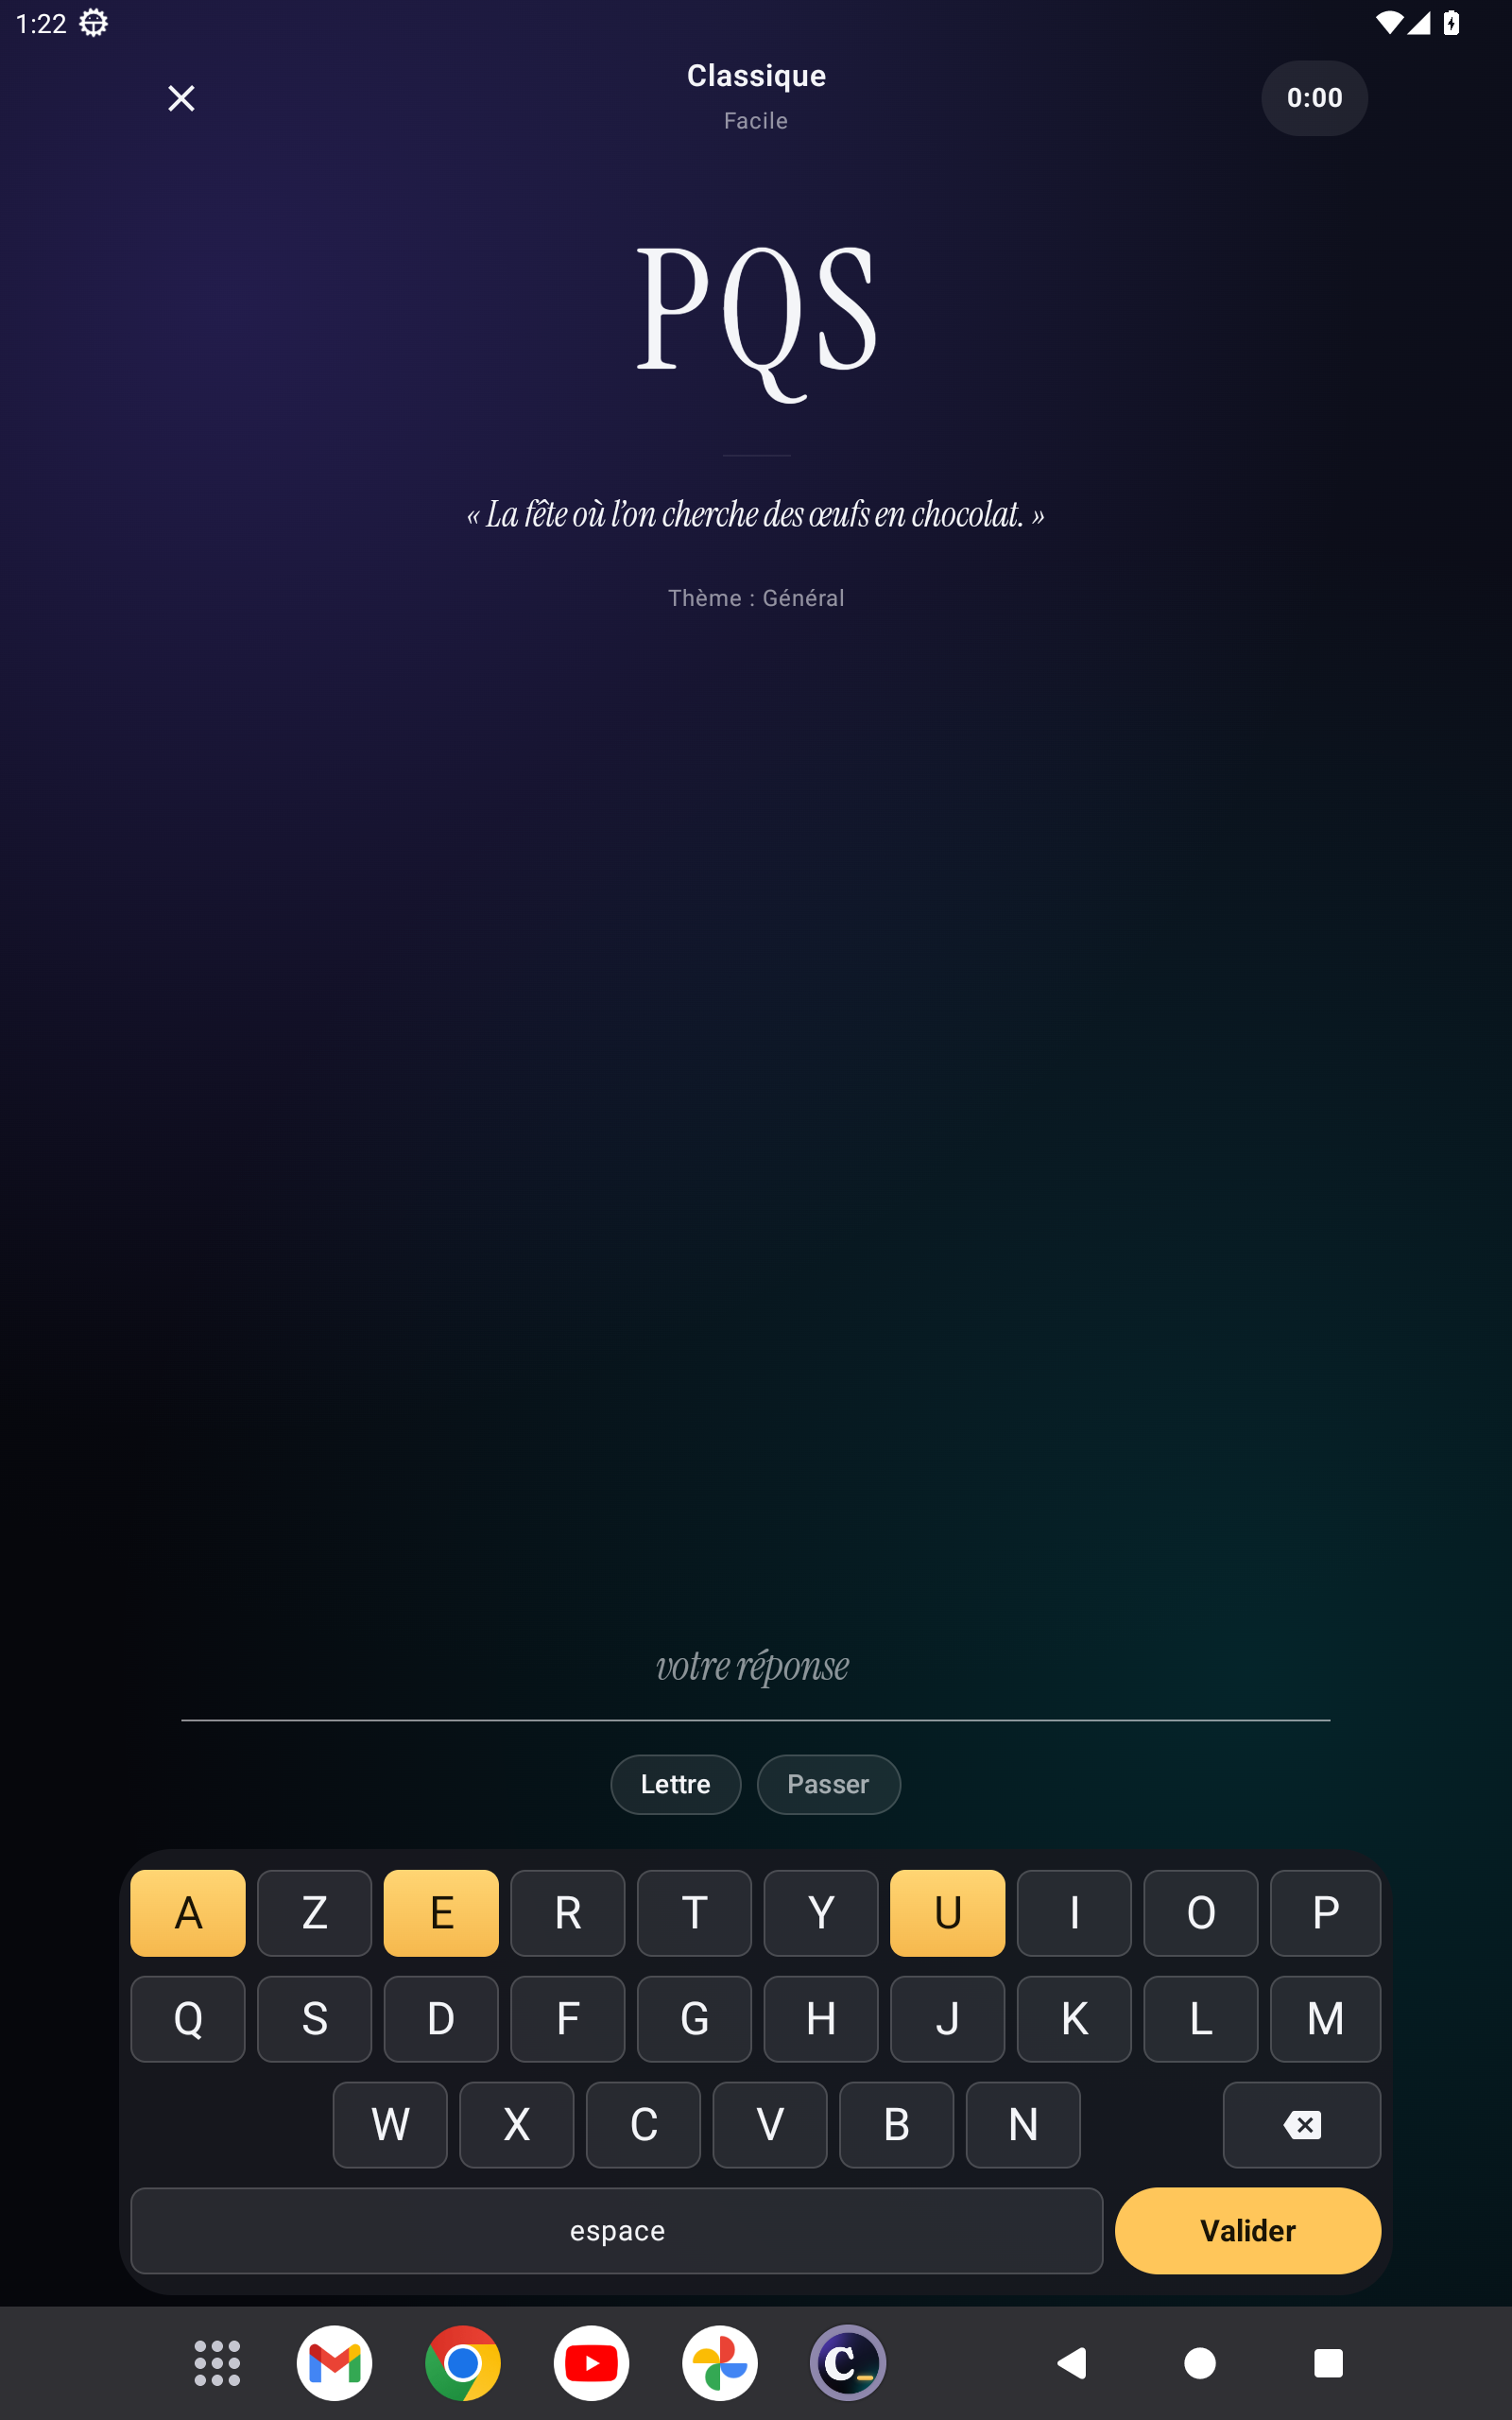 1:22
Classique
Facile
0:00
PQS
« La fête où l’on cherche des œufs en chocolat. »
Thème : Général
votre réponse
Lettre
Passer
A Z E R T Y U I O P
Q S D F G H J K L M
W X C V B N
espace
Valider
C_